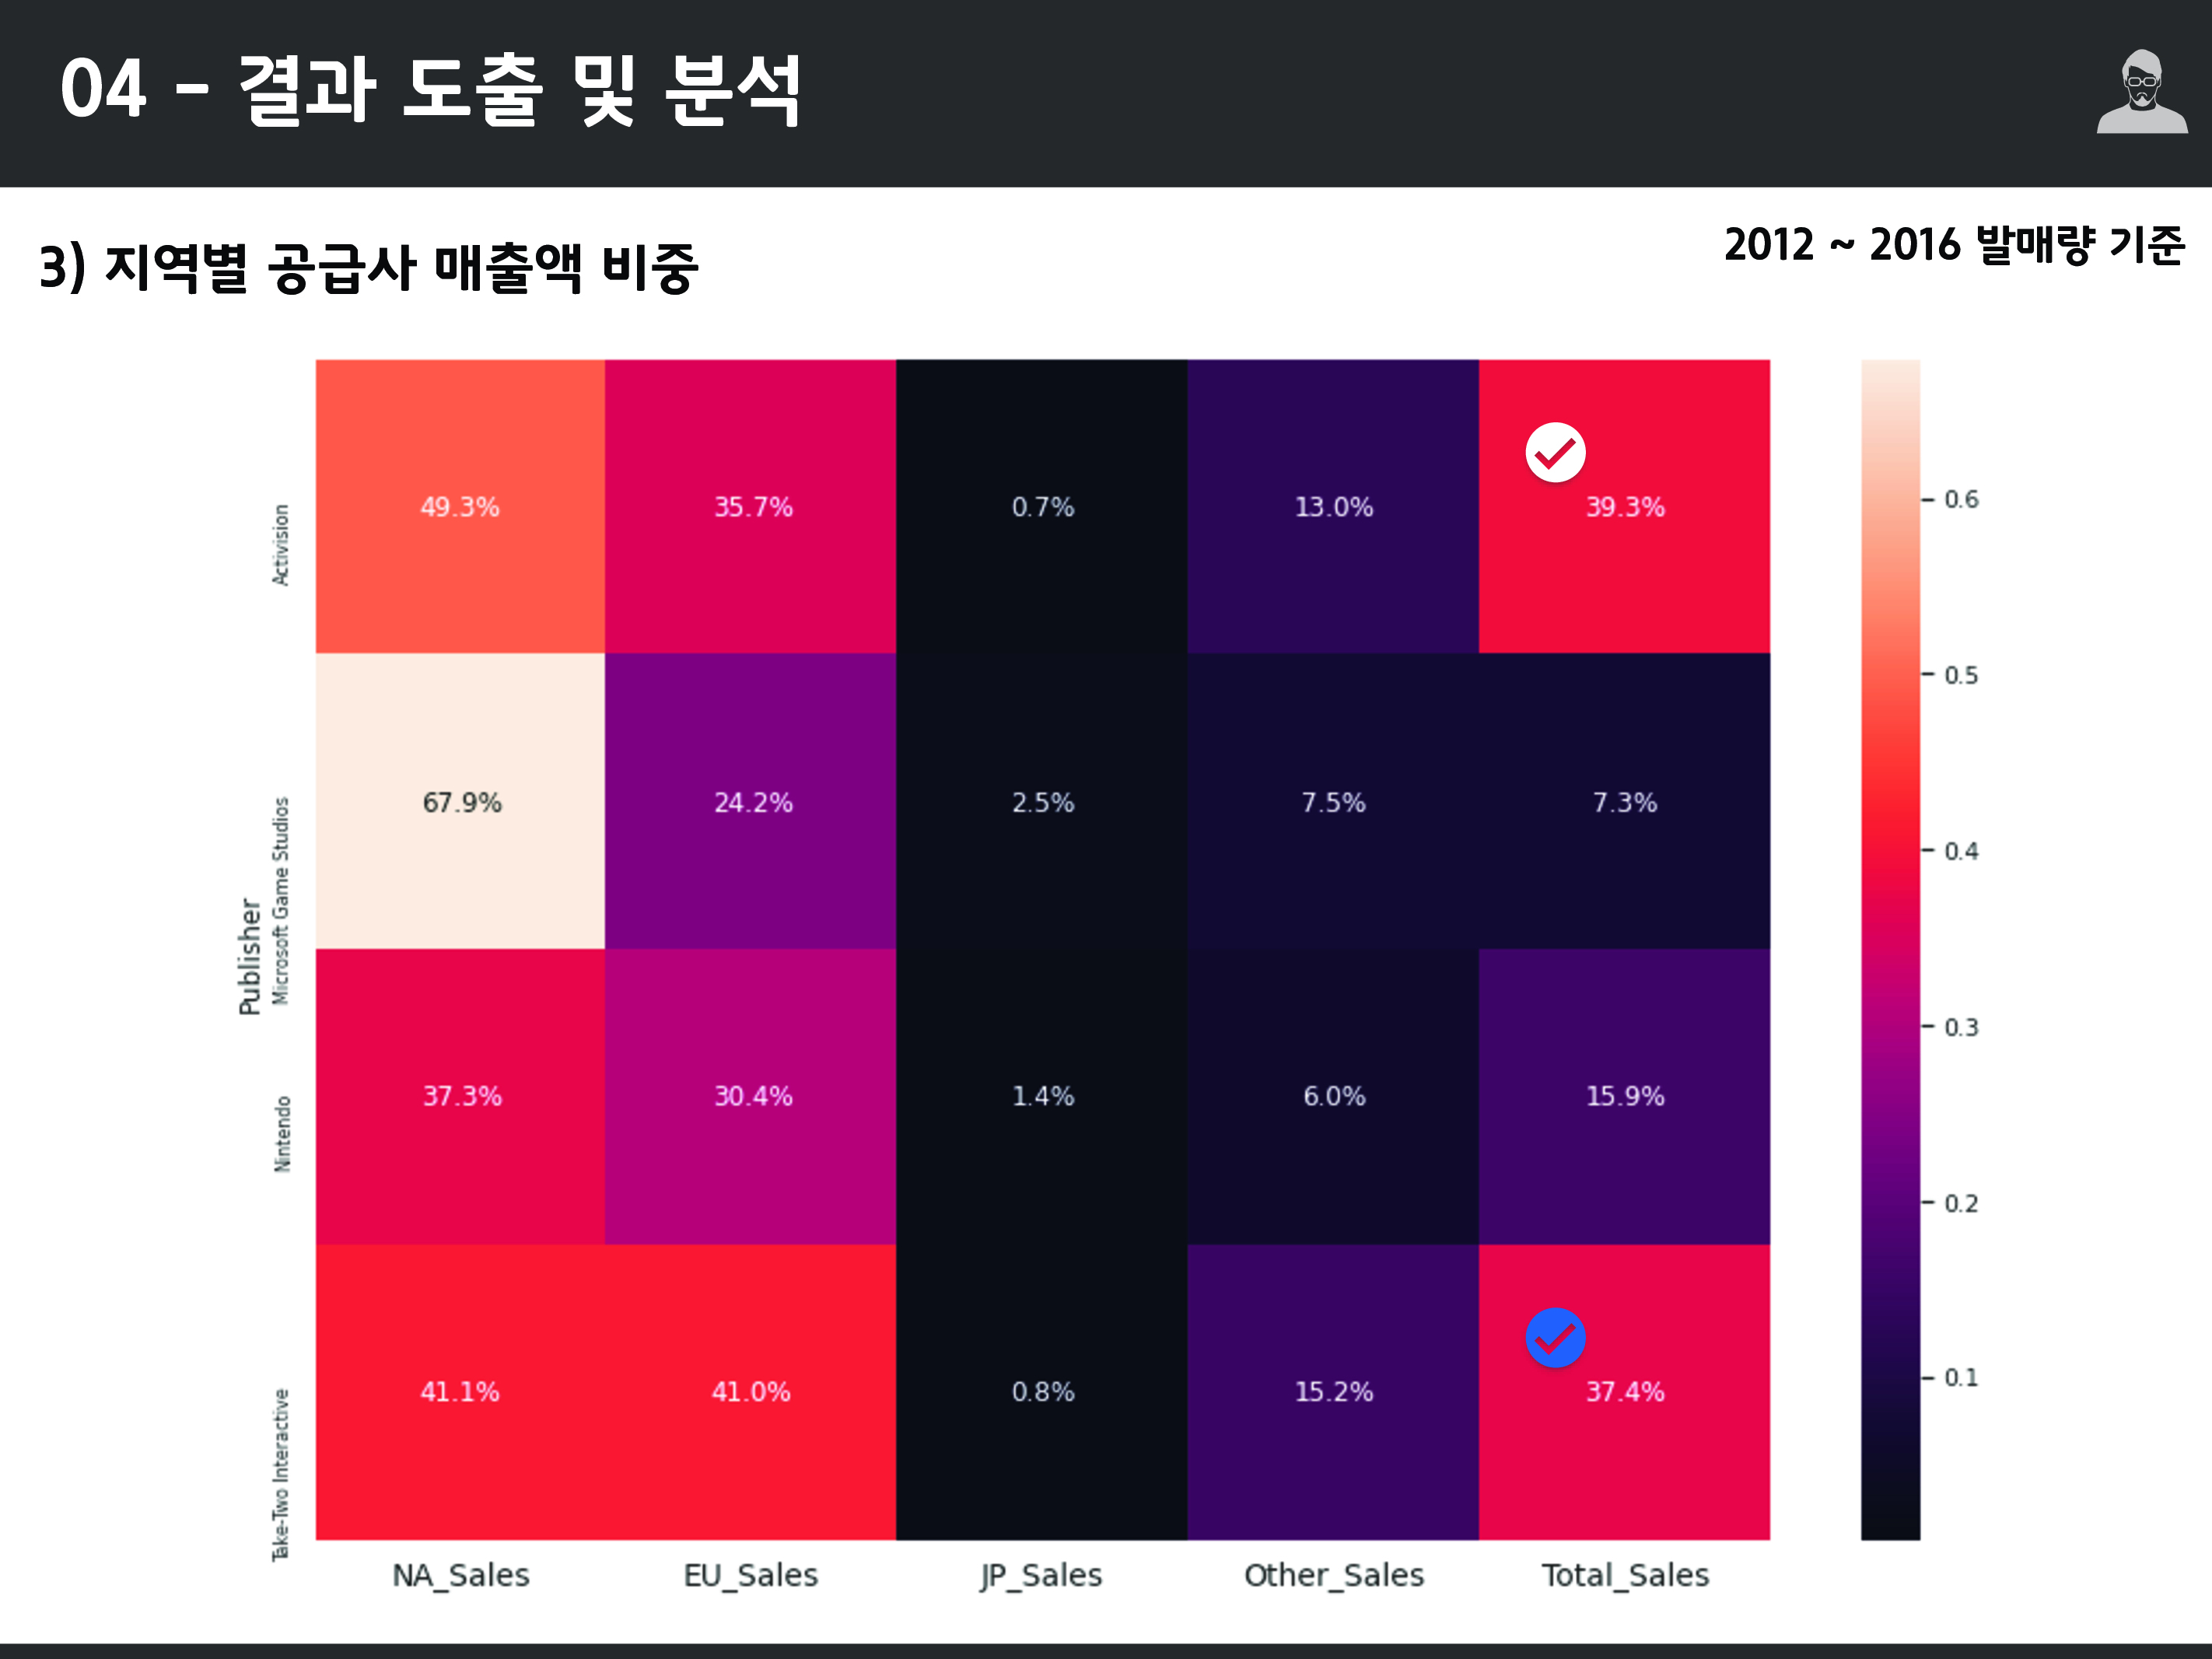 04 - 결과 도출 및 분석
3) 지역별 공급사 매출액 비중
2012 ~ 2016 발매량 기준
Publisher
Activision
49.3% 35.7% 0.7% 13.0% 39.3%
Microsoft Game Studios
67.9% 24.2% 2.5% 7.5% 7.3%
Nintendo
37.3% 30.4% 1.4% 6.0% 15.9%
Take-Two Interactive
41.1% 41.0% 0.8% 15.2% 37.4%
NA_Sales EU_Sales JP_Sales Other_Sales Total_Sales
0.6
0.5
0.4
0.3
0.2
0.1